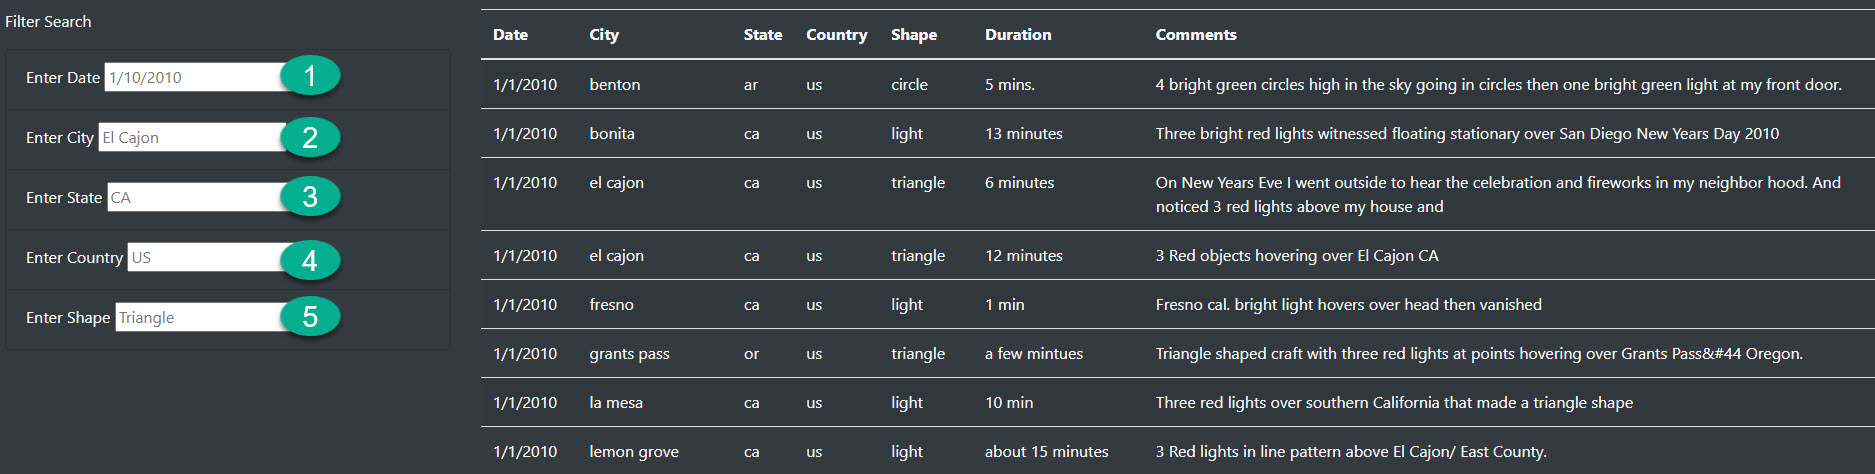 Filter Search
Enter Date 1/10/2010 1
Enter City El Cajon 2
Enter State CA 3
Enter Country US 4
Enter Shape Triangle 5
Date City State Country Shape Duration Comments
1/1/2010 benton ar us circle 5 mins. 4 bright green circles high in the sky going in circles then one bright green light at my front door.
1/1/2010 bonita ca us light 13 minutes Three bright red lights witnessed floating stationary over San Diego New Years Day 2010
1/1/2010 el cajon ca us triangle 6 minutes On New Years Eve I went outside to hear the celebration and fireworks in my neighbor hood. And
noticed 3 red lights above my house and
1/1/2010 el cajon ca us triangle 12 minutes 3 Red objects hovering over El Cajon CA
1/1/2010 fresno ca us light 1 min Fresno cal. bright light hovers over head then vanished
1/1/2010 grants pass or us triangle a few mintues Triangle shaped craft with three red lights at points hovering over Grants Pass&#44 Oregon.
1/1/2010 la mesa ca us light 10 min Three red lights over southern California that made a triangle shape
1/1/2010 lemon grove ca us light about 15 minutes 3 Red lights in line pattern above El Cajon/ East County.